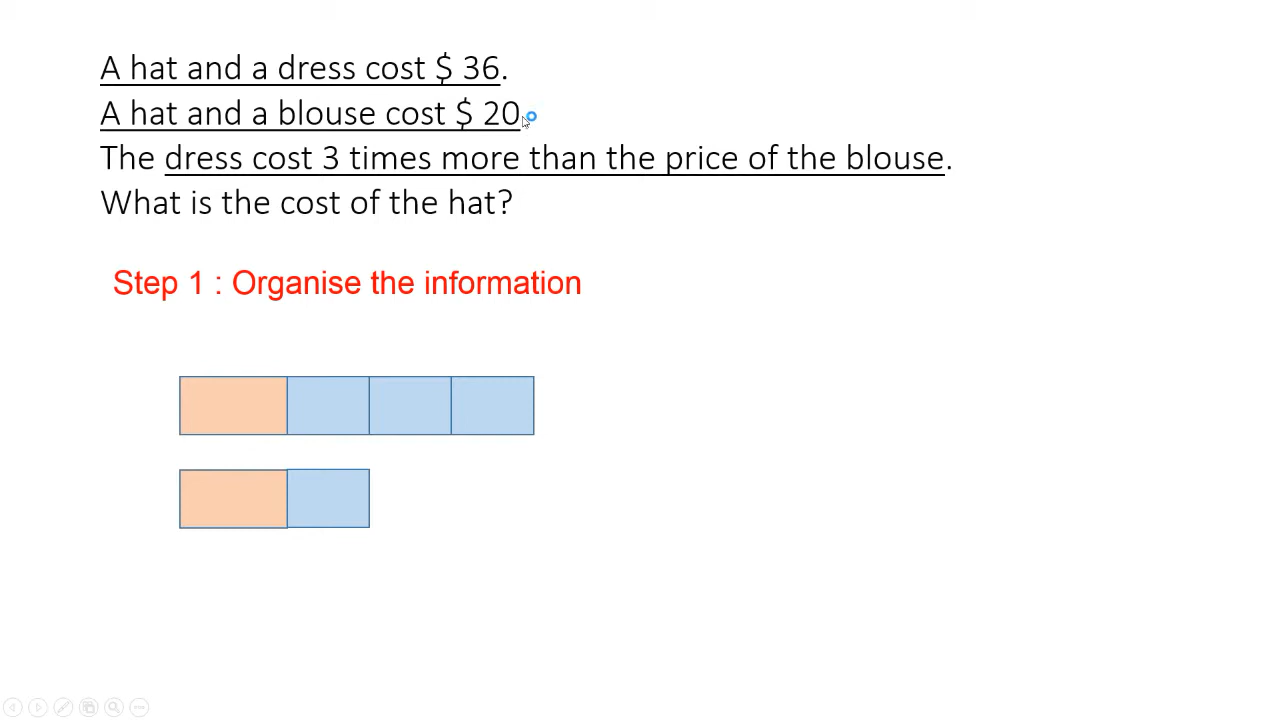 A hat and a dress cost $ 36.
A hat and a blouse cost $ 20
The dress cost 3 times more than the price of the blouse.
What is the cost of the hat?
Step 1 : Organise the information